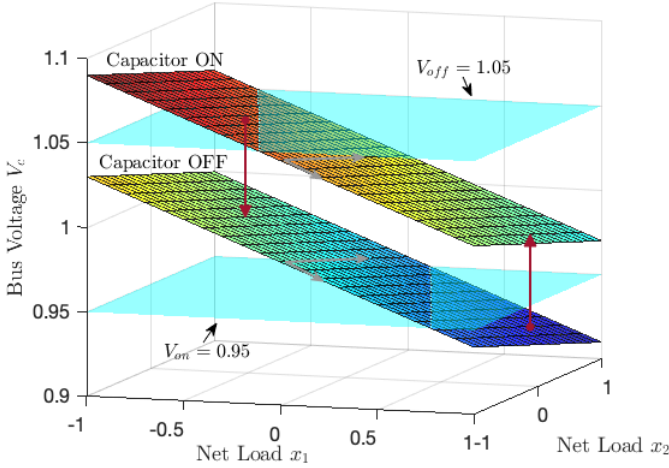 1.1
Capacitor ON
V_off = 1.05
1.05
Capacitor OFF
Bus Voltage V_c
1
0.95
V_on = 0.95
0.9
-1
-0.5
0
0.5
1
-1
0
1
Net Load x_1
Net Load x_2